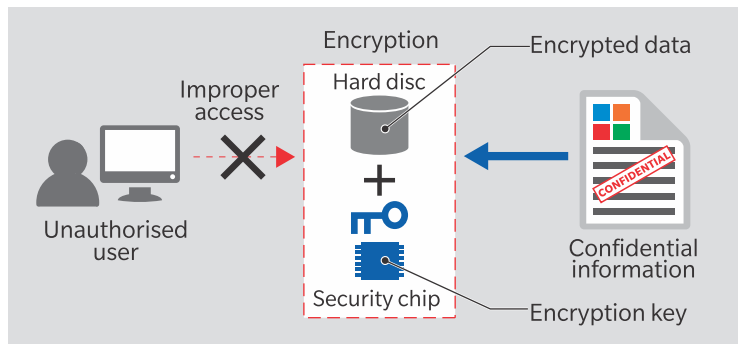 Encryption
Encrypted data
Hard disc
Improper
access
CONFIDENTIAL
Unauthorised
user
Confidential
information
Security chip
Encryption key